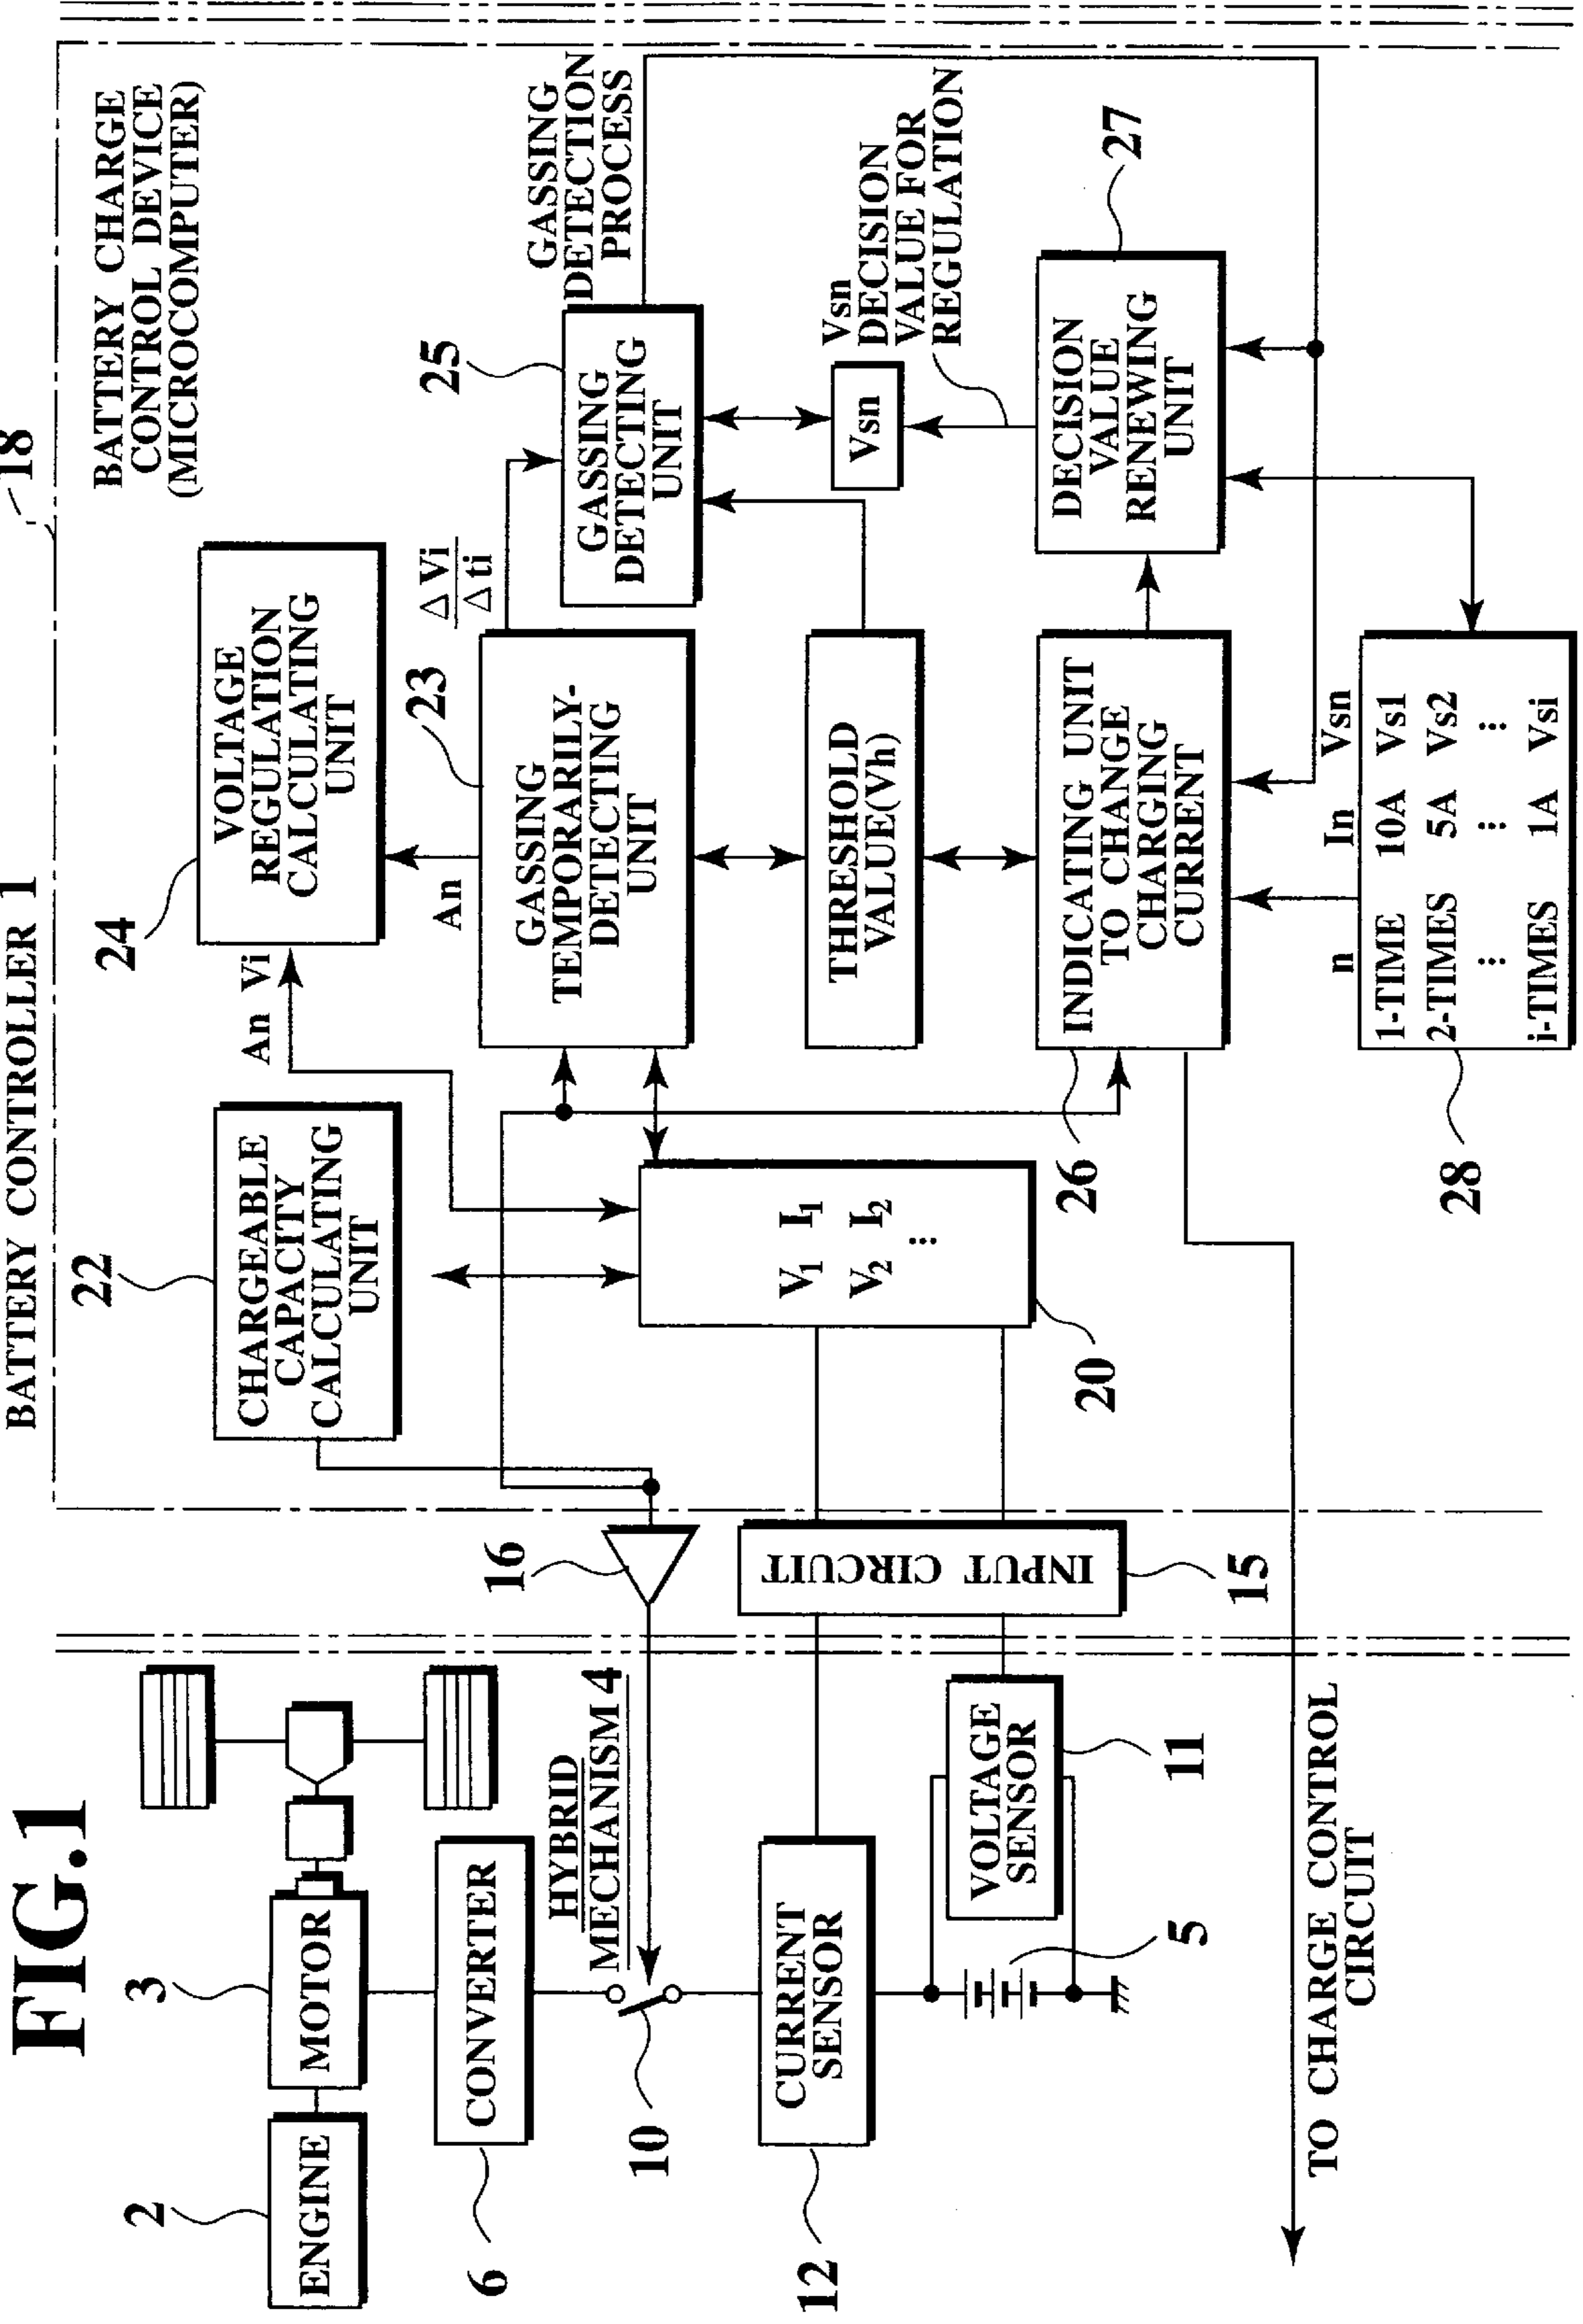 FIG.1
BATTERY CONTROLLER 1
18
BATTERY CHARGE
CONTROL DEVICE
(MICROCOMPUTER)
2
ENGINE
3
MOTOR
6
CONVERTER
HYBRID
MECHANISM 4
10
12
CURRENT
SENSOR
VOLTAGE
SENSOR
11
5
16
INPUT CIRCUIT
15
TO CHARGE CONTROL
CIRCUIT
22
CHARGEABLE
CAPACITY
CALCULATING
UNIT
20
V1 I1
V2 I2
⋮
An Vi
24
VOLTAGE
REGULATION
CALCULATING
UNIT
An
23
GASSING
TEMPORARILY-
DETECTING
UNIT
Δ Vi
Δ ti
25
GASSING
DETECTING
UNIT
GASSING
DETECTION
PROCESS
THRESHOLD
VALUE(Vh)
Vsn
Vsn
DECISION
VALUE FOR
REGULATION
26
INDICATING UNIT
TO CHANGE
CHARGING
CURRENT
27
DECISION
VALUE
RENEWING
UNIT
28
n In Vsn
1-TIME 10A Vs1
2-TIMES 5A Vs2
⋮ ⋮ ⋮
i-TIMES 1A Vsi